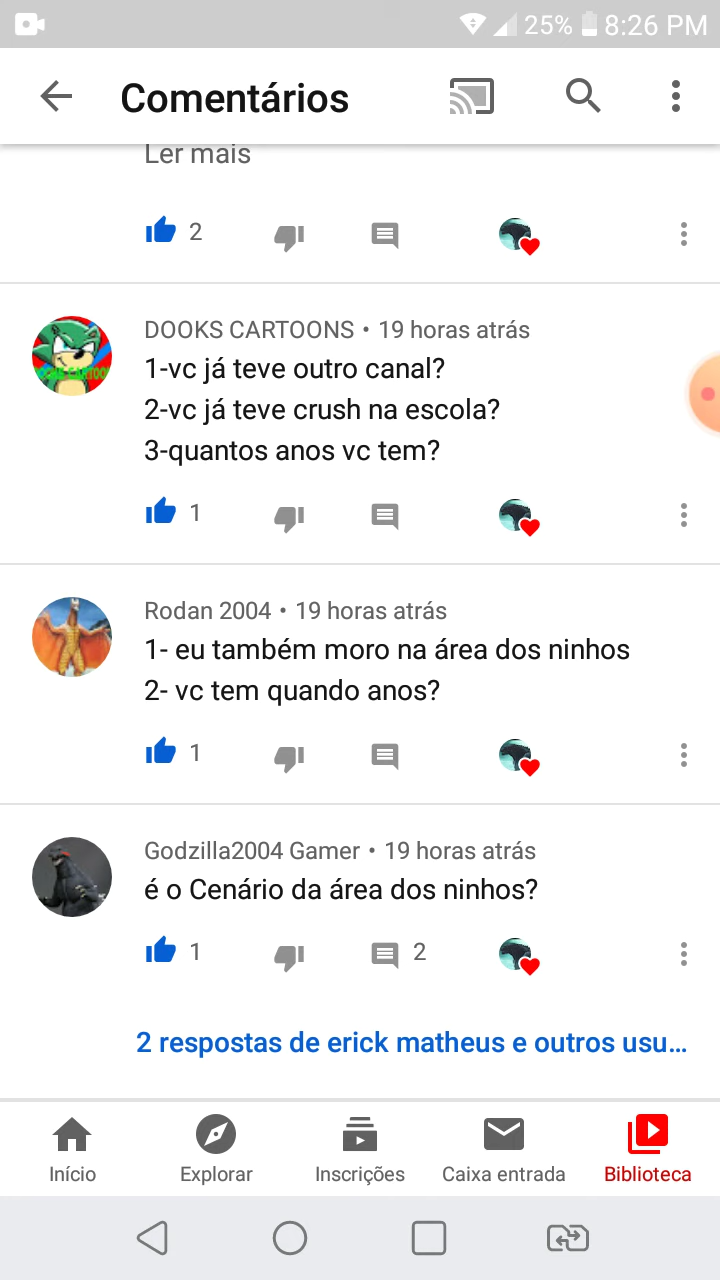 25% 8:26 PM
Comentários
Ler mais
2
DOOKS CARTOONS • 19 horas atrás
1-vc já teve outro canal?
2-vc já teve crush na escola?
3-quantos anos vc tem?
1
Rodan 2004 • 19 horas atrás
1- eu também moro na área dos ninhos
2- vc tem quando anos?
1
Godzilla2004 Gamer • 19 horas atrás
é o Cenário da área dos ninhos?
1 2
2 respostas de erick matheus e outros usu...
Início Explorar Inscrições Caixa entrada Biblioteca